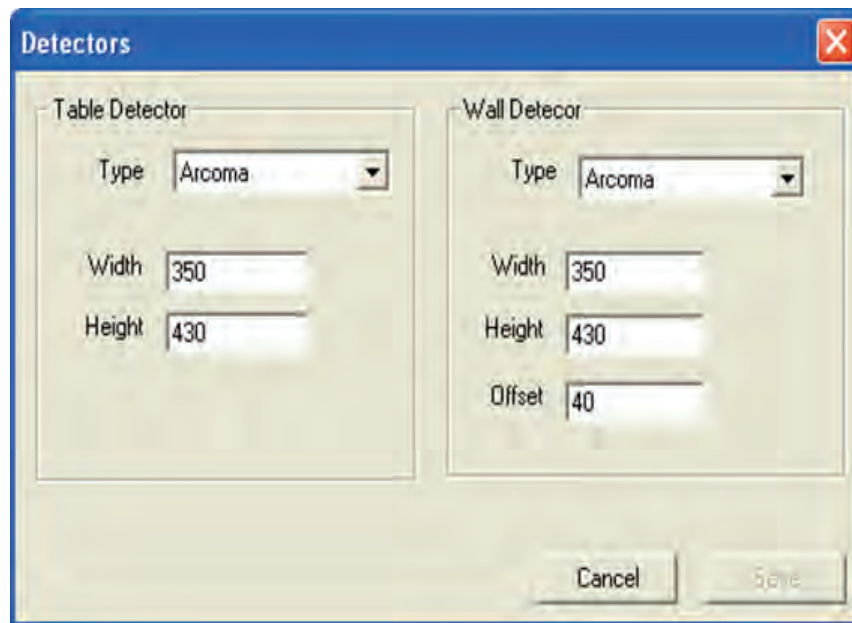 Detectors
Table Detector
Type Arcoma
Width 350
Height 430
Wall Detecor
Type Arcoma
Width 350
Height 430
Offset 40
Cancel Save